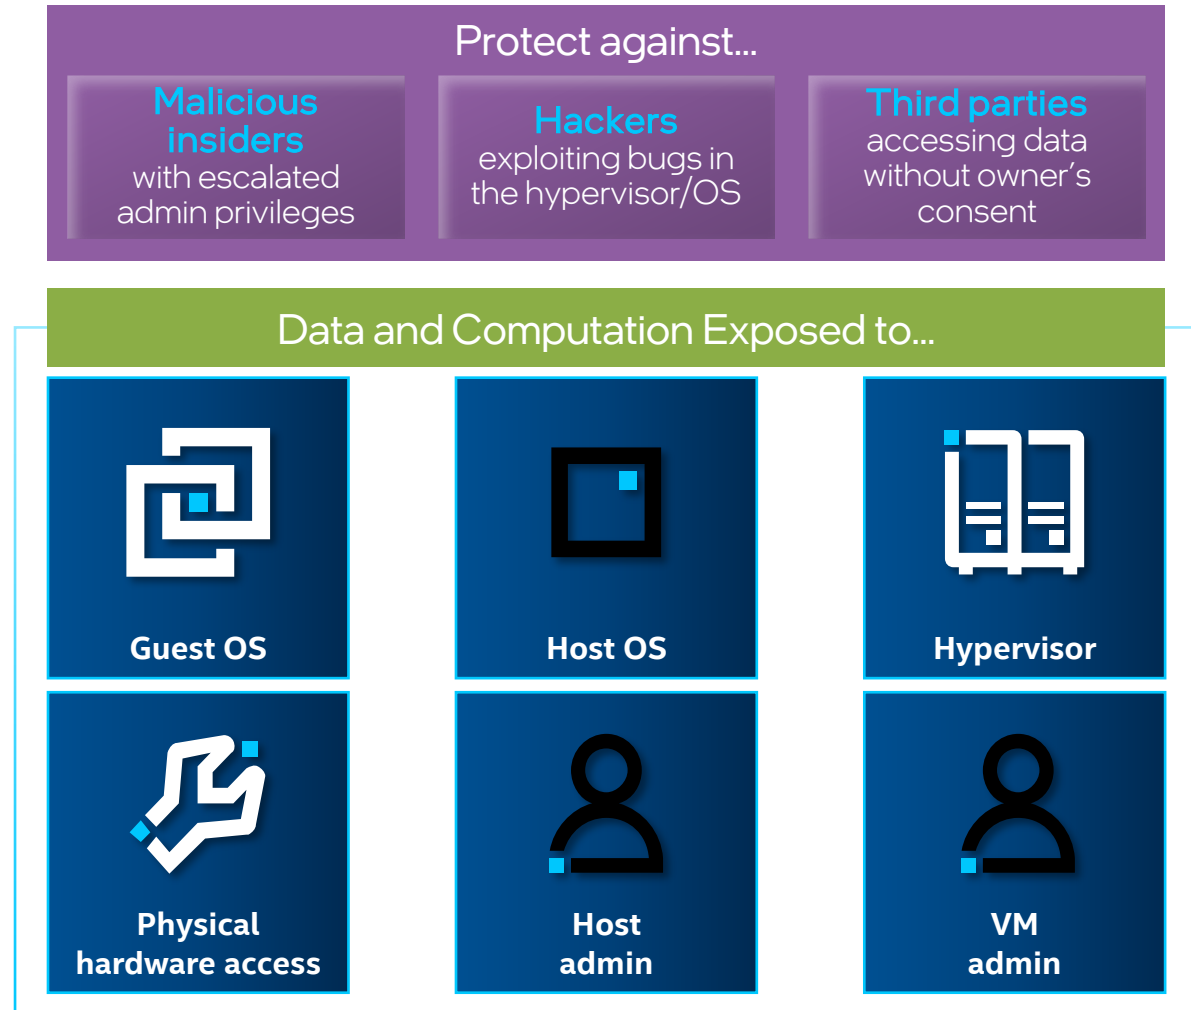 Protect against...
Malicious
insiders
with escalated
admin privileges
Hackers
exploiting bugs in
the hypervisor/OS
Third parties
accessing data
without owner's
consent
Data and Computation Exposed to...
Guest OS
Host OS
Hypervisor
Physical
hardware access
Host
admin
VM
admin